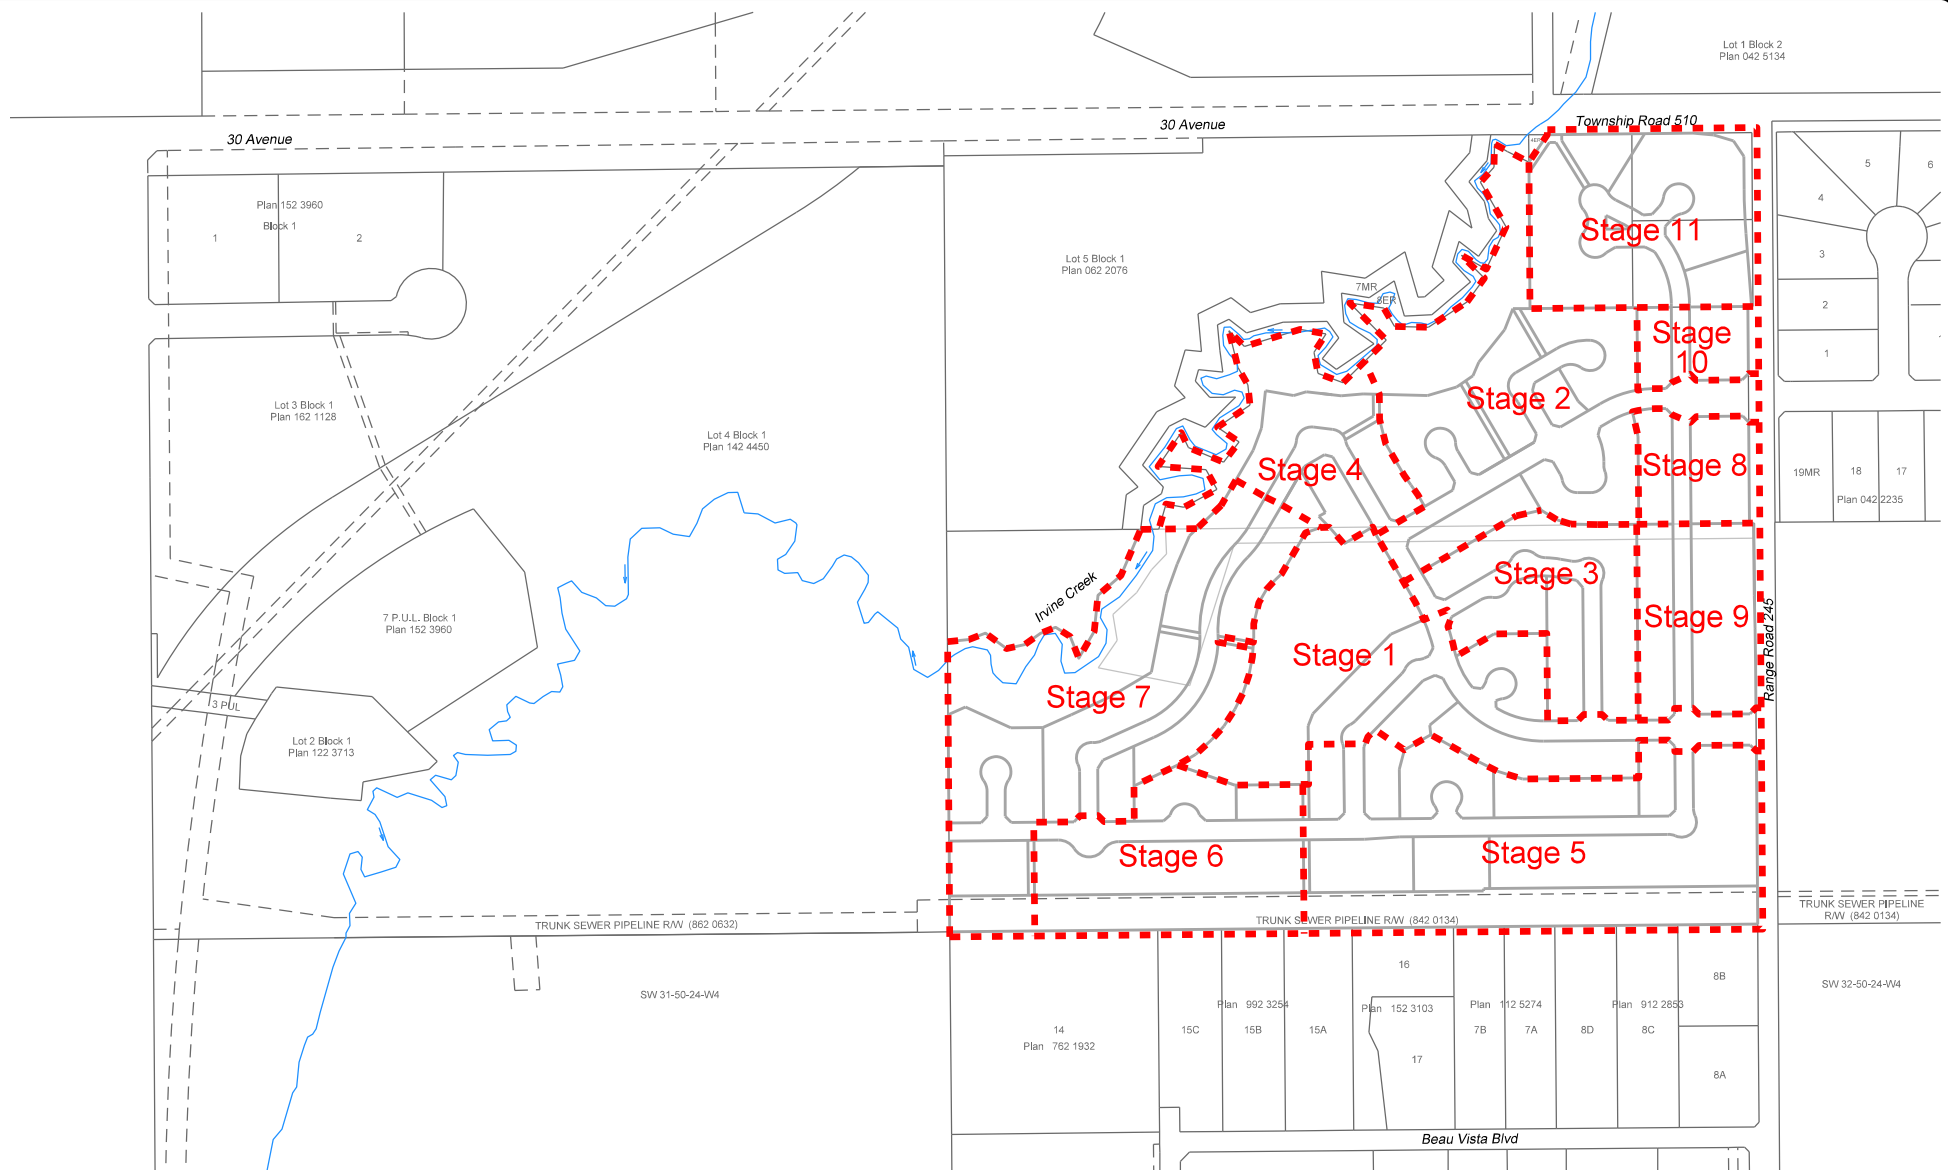 Lot 1 Block 2
Plan 042 5134
30 Avenue
30 Avenue
Township Road 510
5
6
4
3
2
1
Plan 152 3960
Block 1
1
2
Lot 5 Block 1
Plan 062 2076
7MR
8ER
Stage 11
Stage
10
Stage 2
Lot 3 Block 1
Plan 162 1128
Lot 4 Block 1
Plan 142 4450
Stage 4
Stage 8
19MR
18
17
Plan 042 2235
Stage 3
Irvine Creek
Stage 9
Range Road 245
7 P.U.L. Block 1
Plan 152 3960
Stage 1
Stage 7
3 PUL
Lot 2 Block 1
Plan 122 3713
Stage 6
Stage 5
TRUNK SEWER PIPELINE R/W (862 0632)
TRUNK SEWER PIPELINE R/W (842 0134)
TRUNK SEWER PIPELINE
R/W (842 0134)
SW 31-50-24-W4
SW 32-50-24-W4
14
Plan 762 1932
15C
Plan 992 3254
15B
15A
16
Plan 152 3103
17
Plan 112 5274
7B
7A
8D
Plan 912 2853
8C
8B
8A
Beau Vista Blvd